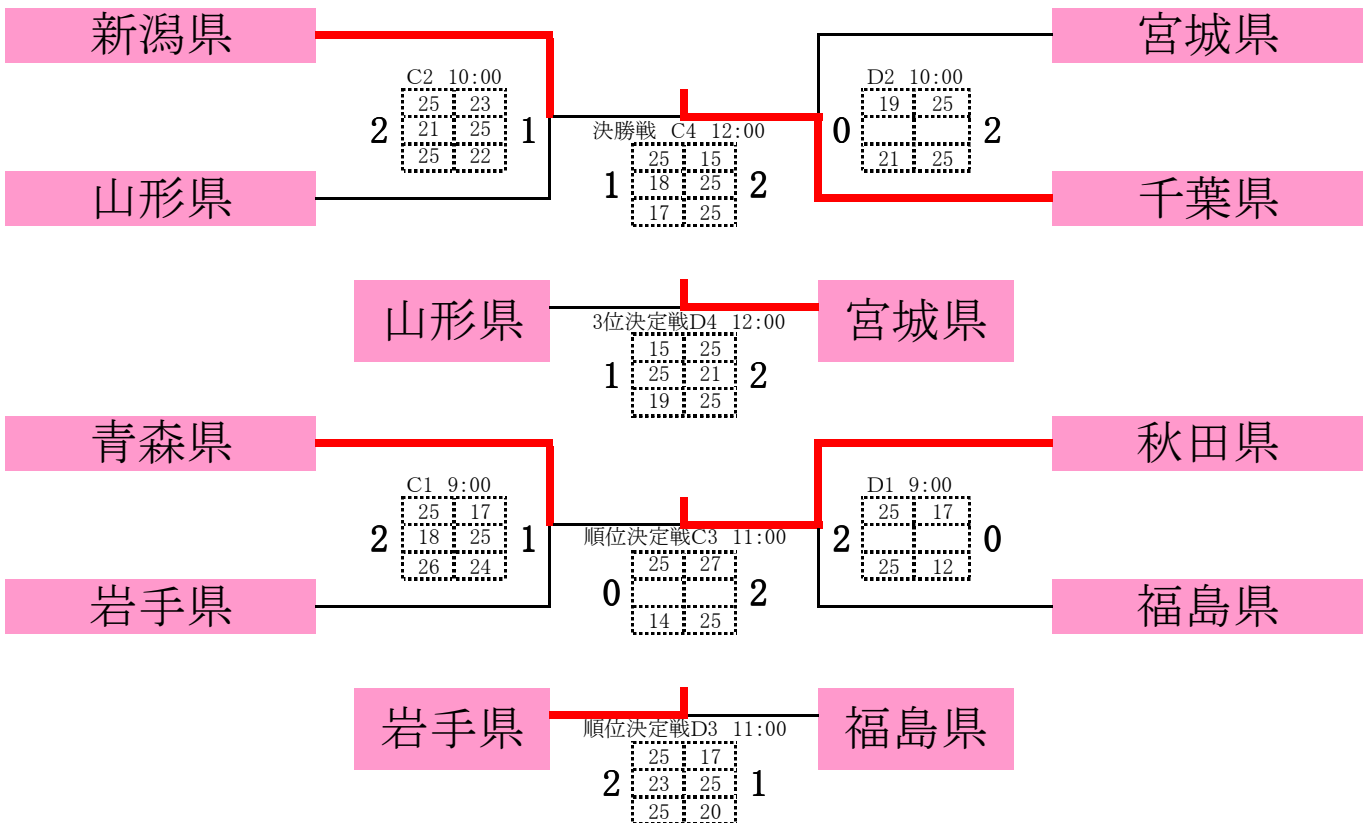 新潟県 宮城県
C2 10:00 D2 10:00
25 23 19 25
2 21 25 1 0 2
25 22 21 25
決勝戦 C4 12:00
25 15
1 18 25 2
17 25
山形県 千葉県
山形県 宮城県
3位決定戦D4 12:00
15 25
1 25 21 2
19 25
青森県 秋田県
C1 9:00 D1 9:00
25 17 25 17
2 18 25 1 2 0
26 24 25 12
順位決定戦C3 11:00
25 27
0 2
14 25
岩手県 福島県
岩手県 福島県
順位決定戦D3 11:00
25 17
2 23 25 1
25 20